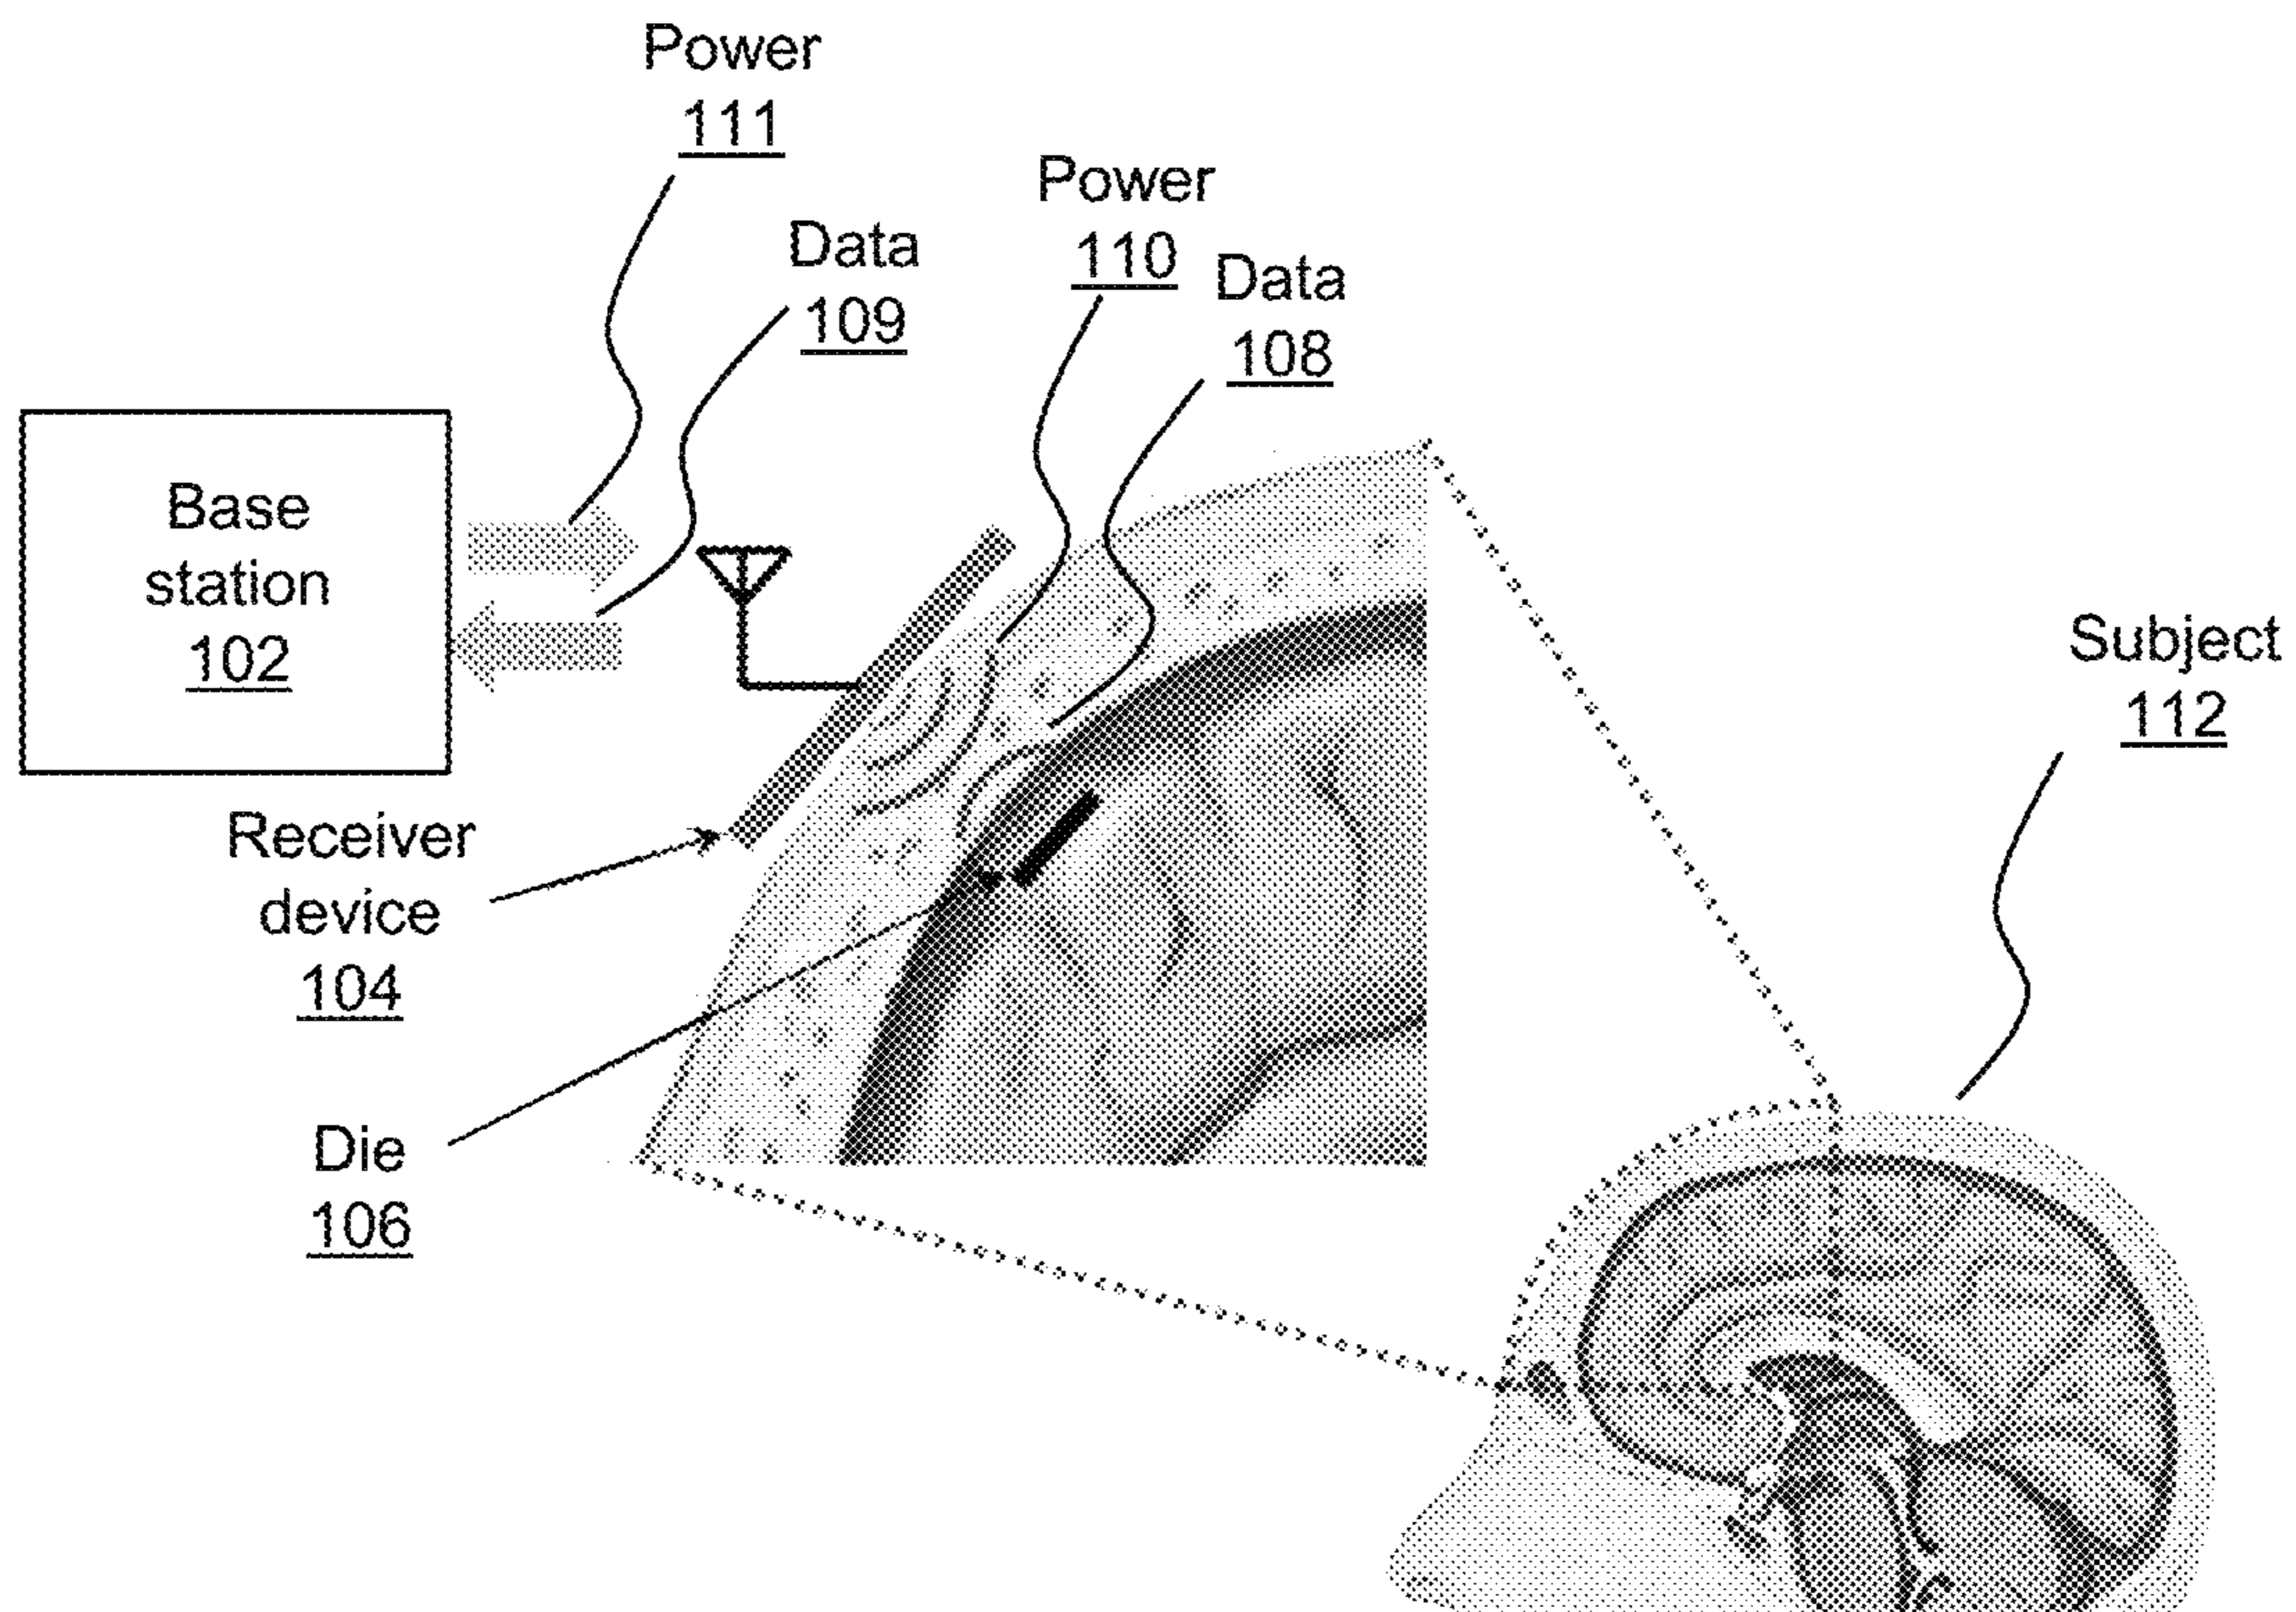 Power
111
Power
110
Data
109
Data
108
Base
station
102
Subject
112
Receiver
device
104
Die
106